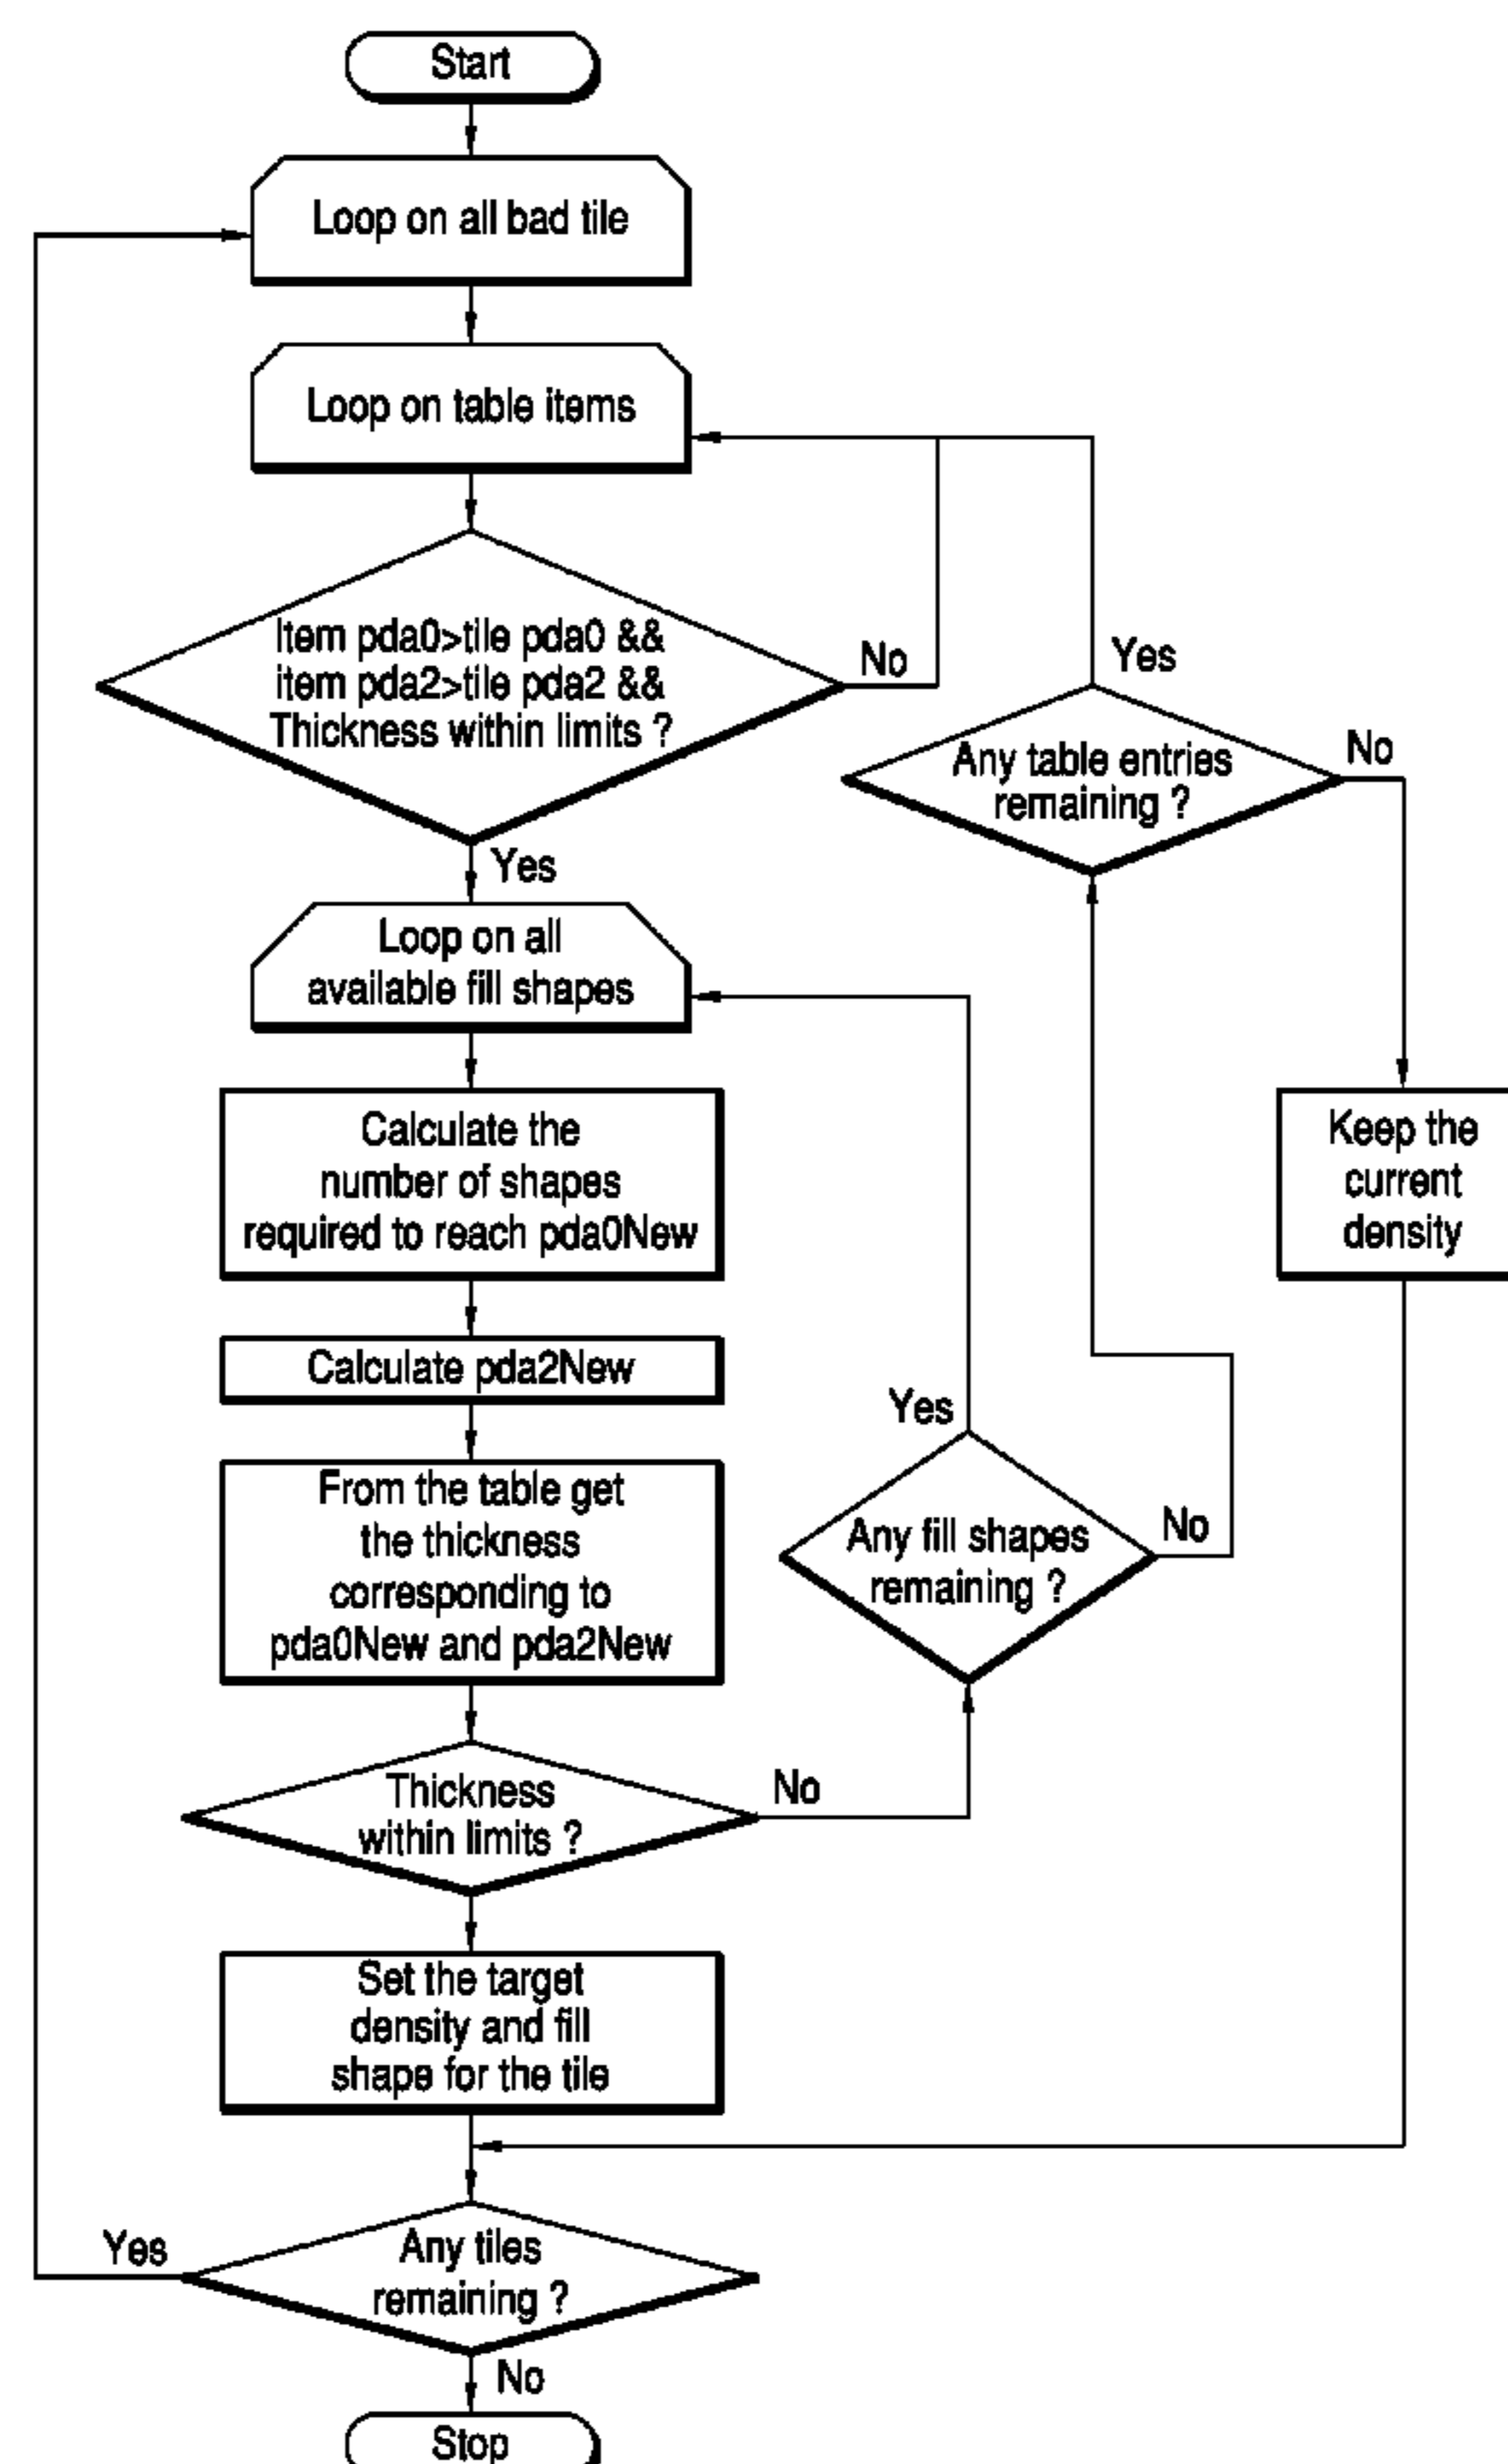 Start
Loop on all bad tile
Loop on table items
Item pda0>tile pda0 &&
item pda2>tile pda2 &&
Thickness within limits ?
No
Yes
Any table entries
remaining ?
Yes
No
Loop on all
available fill shapes
Calculate the
number of shapes
required to reach pda0New
Keep the
current
density
Calculate pda2New
From the table get
the thickness
corresponding to
pda0New and pda2New
Yes
Any fill shapes
remaining ?
No
Thickness
within limits ?
No
Set the target
density and fill
shape for the tile
Yes
Any tiles
remaining ?
No
Stop